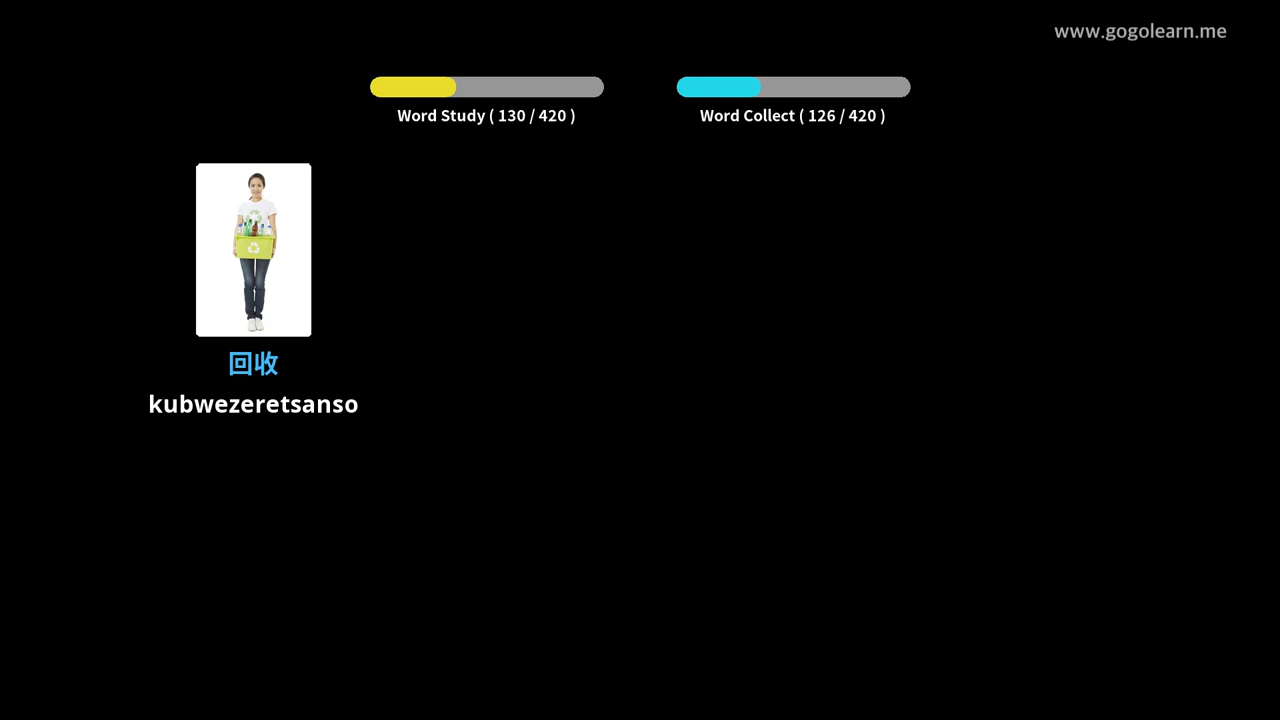 www.gogolearn.me
Word Study ( 130 / 420 )
Word Collect ( 126 / 420 )
回收
kubwezeretsanso